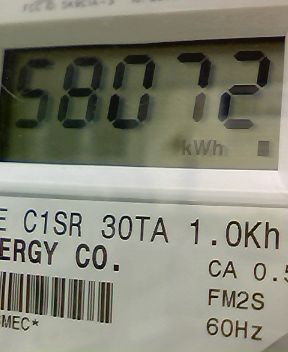 58072
kWh
E C1SR 30TA 1.0Kh
ERGY CO.
CA 0.5
FM2S
MEC*
60Hz